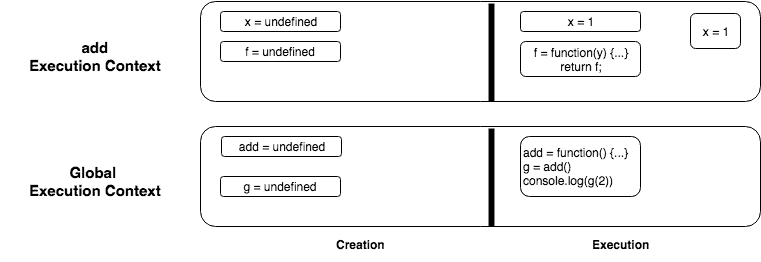 add
Execution Context
x = undefined
f = undefined
x = 1
f = function(y) {...}
return f;
x = 1
Global
Execution Context
add = undefined
g = undefined
add = function() {...}
g = add()
console.log(g(2))
Creation
Execution